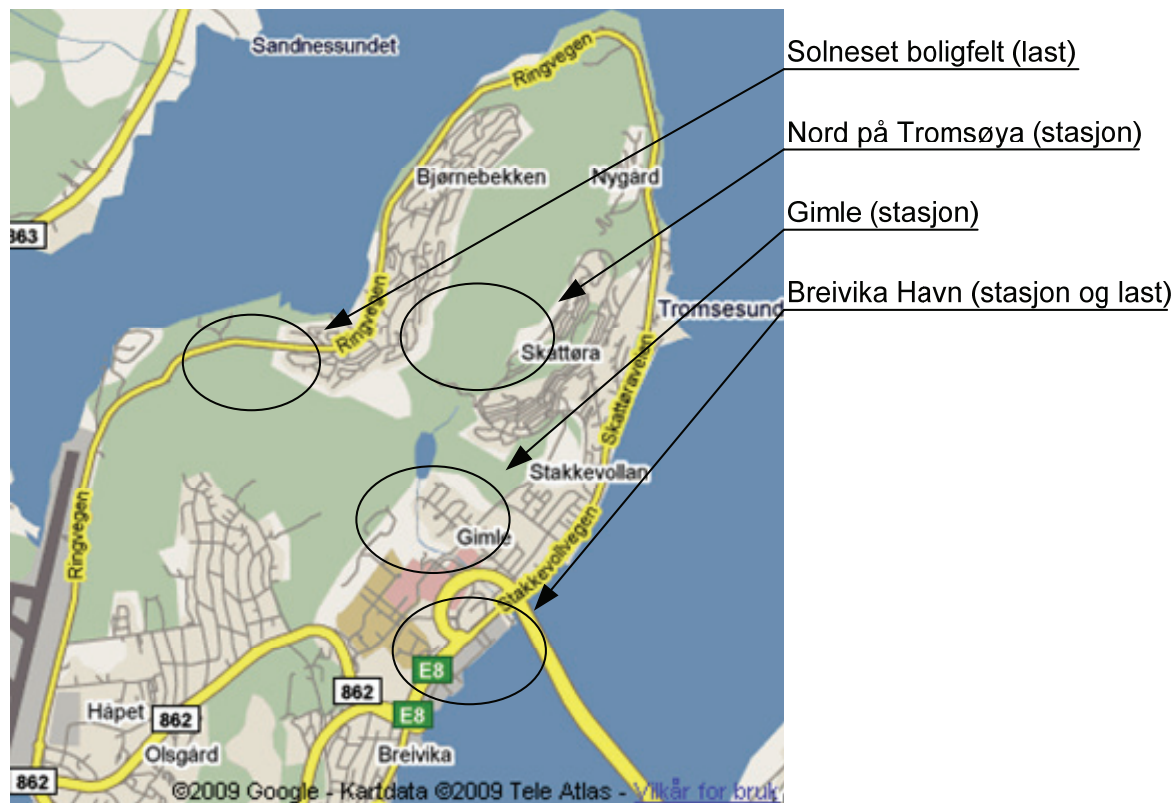 Sandnessundet
Solneset boligfelt (last)
Ringvegen
Nord på Tromsøya (stasjon)
Bjørnebekken
Nygård
Gimle (stasjon)
863
Breivika Havn (stasjon og last)
Ringvegen
Tromsesund
Skattøra
Skattøraveien
Stakkevollan
Ringvegen
Gimle
Stakkevollvegen
E8
862
Håpet
862
E8
Olsgård
Breivika
862
©2009 Google - Kartdata ©2009 Tele Atlas - Vilkår for bruk